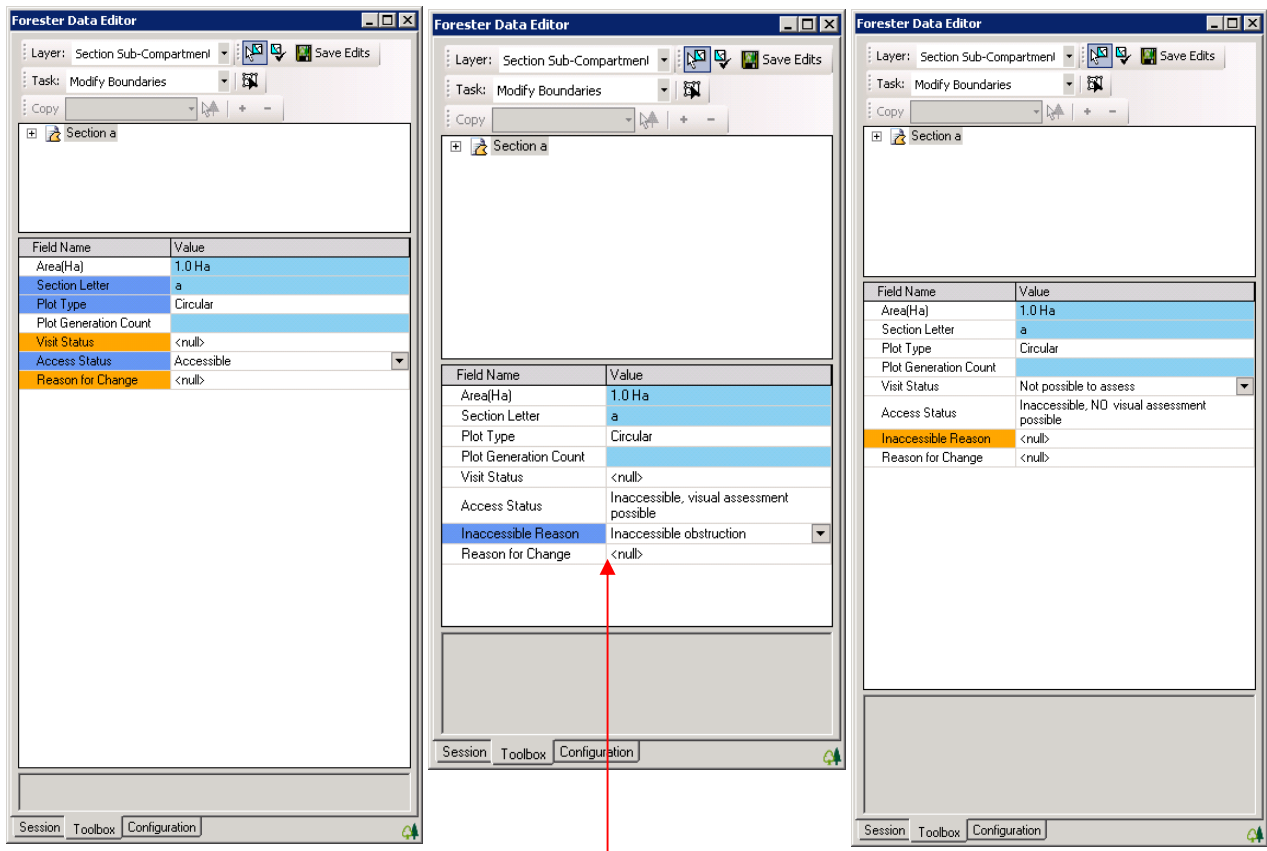 Forester Data Editor
Layer: Section Sub-Compartment Save Edits
Task: Modify Boundaries
Copy + -
Section a
Field Name Value
Area(Ha) 1.0 Ha
Section Letter a
Plot Type Circular
Plot Generation Count
Visit Status <null>
Access Status Accessible
Reason for Change <null>
Session Toolbox Configuration
Forester Data Editor
Layer: Section Sub-Compartment Save Edits
Task: Modify Boundaries
Copy + -
Section a
Field Name Value
Area(Ha) 1.0 Ha
Section Letter a
Plot Type Circular
Plot Generation Count
Visit Status <null>
Access Status Inaccessible, visual assessment
possible
Inaccessible Reason Inaccessible obstruction
Reason for Change <null>
Session Toolbox Configuration
Forester Data Editor
Layer: Section Sub-Compartment Save Edits
Task: Modify Boundaries
Copy + -
Section a
Field Name Value
Area(Ha) 1.0 Ha
Section Letter a
Plot Type Circular
Plot Generation Count
Visit Status Not possible to assess
Access Status Inaccessible, NO visual assessment
possible
Inaccessible Reason <null>
Reason for Change <null>
Session Toolbox Configuration